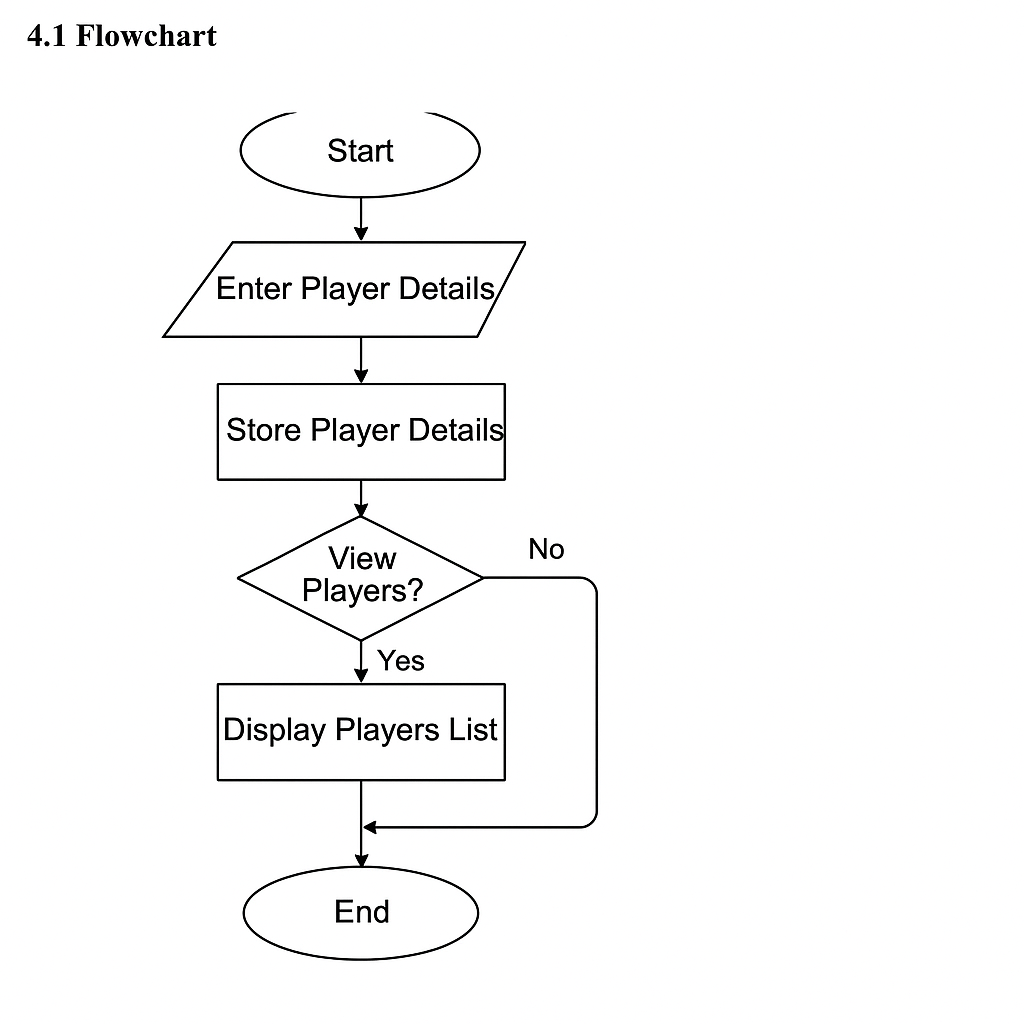 4.1 Flowchart
Start
Enter Player Details
Store Player Details
View
Players?
No
Yes
Display Players List
End